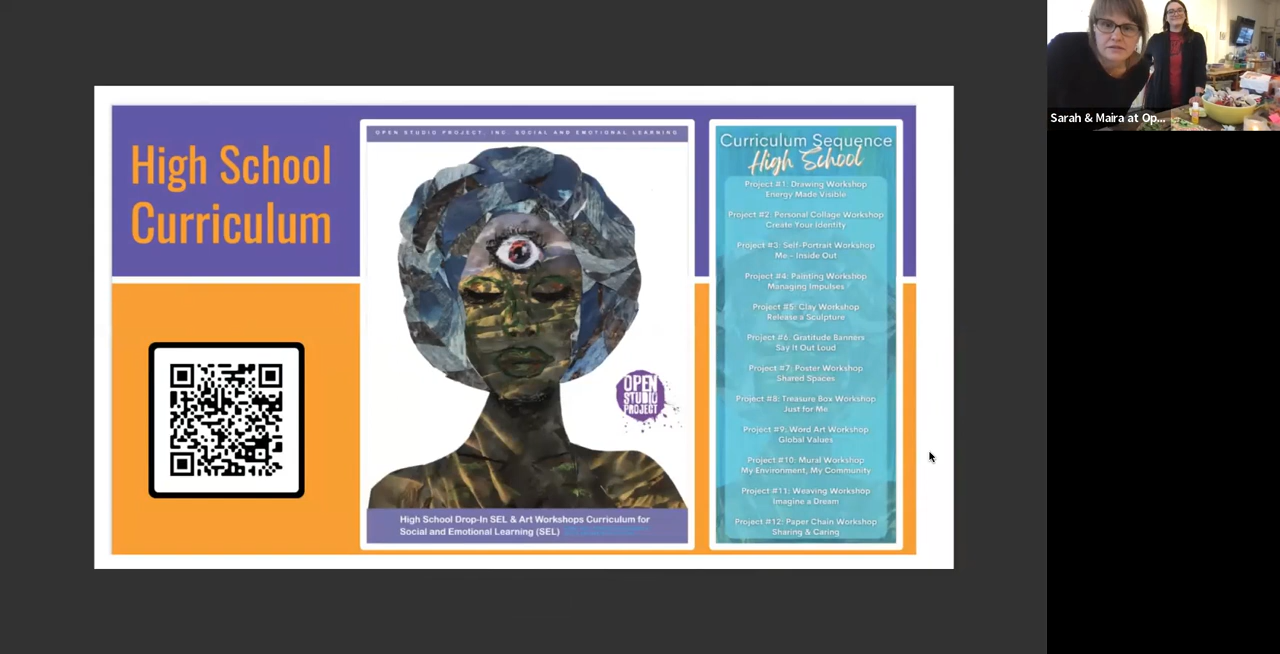 High School
Curriculum
OPEN STUDIO PROJECT, INC. SOCIAL AND EMOTIONAL LEARNING
OPEN
STUDIO
PROJECT
High School Drop-In SEL & Art Workshops Curriculum for
Social and Emotional Learning (SEL)
Curriculum Sequence
High School
Project #1: Drawing Workshop
Energy Made Visible
Project #2: Personal Collage Workshop
Create Your Identity
Project #3: Self-Portrait Workshop
Me - Inside Out
Project #4: Painting Workshop
Managing Impulses
Project #5: Clay Workshop
Release a Sculpture
Project #6: Gratitude Banners
Say It Out Loud
Project #7: Poster Workshop
Shared Spaces
Project #8: Treasure Box Workshop
Just for Me
Project #9: Word Art Workshop
Global Values
Project #10: Mural Workshop
My Environment, My Community
Project #11: Weaving Workshop
Imagine a Dream
Project #12: Paper Chain Workshop
Sharing & Caring
Sarah & Maira at Op...